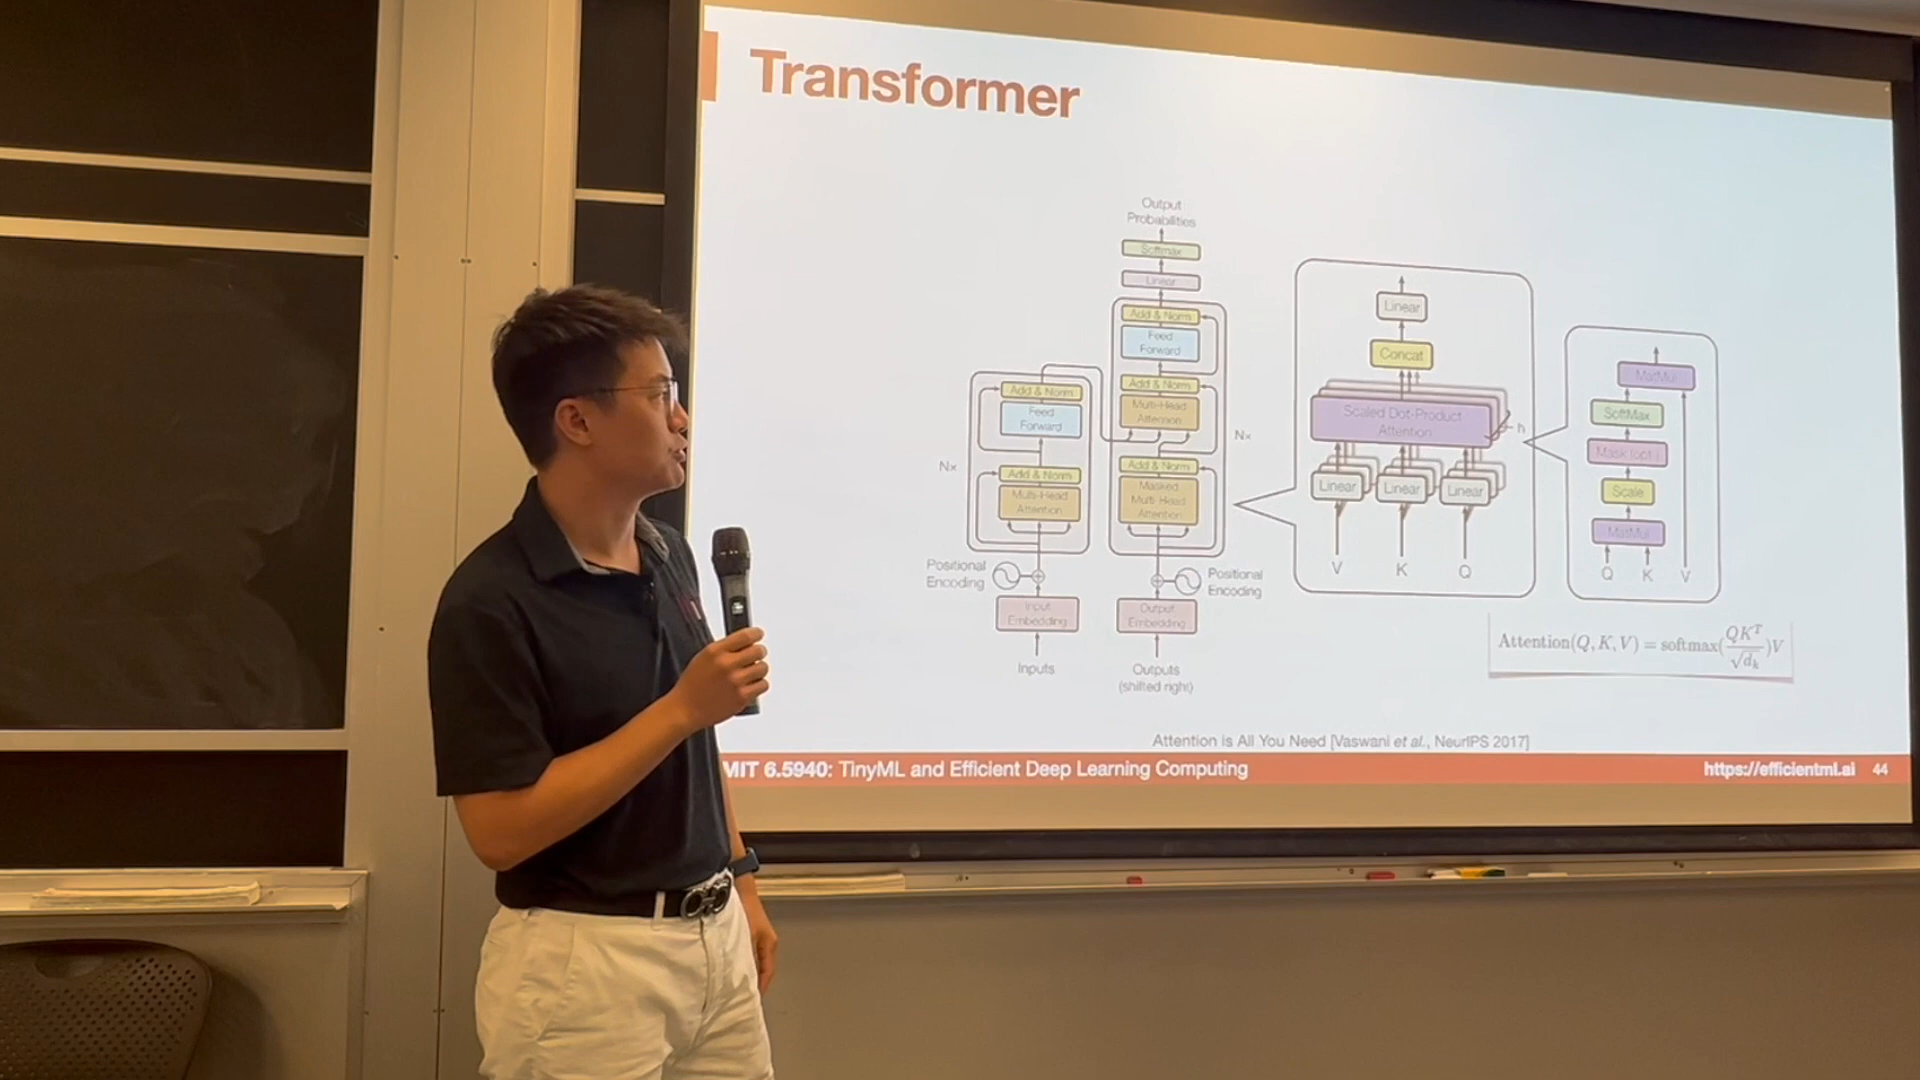 Transformer
Output
Probabilities
Softmax
Linear
Add & Norm
Feed
Forward
Add & Norm
Multi-Head
Attention
Nx
Add & Norm
Masked
Multi-Head
Attention
Positional
Encoding
Output
Embedding
Outputs
(shifted right)
Add & Norm
Feed
Forward
Nx
Add & Norm
Multi-Head
Attention
Positional
Encoding
Input
Embedding
Inputs
Linear
Concat
Scaled Dot-Product
Attention
h
Linear Linear Linear
V K Q
MatMul
SoftMax
Mask (opt.)
Scale
MatMul
Q K V
Attention(Q, K, V) = softmax(QK^T/√d_k)V
Attention is All You Need [Vaswani et al., NeurIPS 2017]
MIT 6.5940: TinyML and Efficient Deep Learning Computing
https://efficientml.ai 44